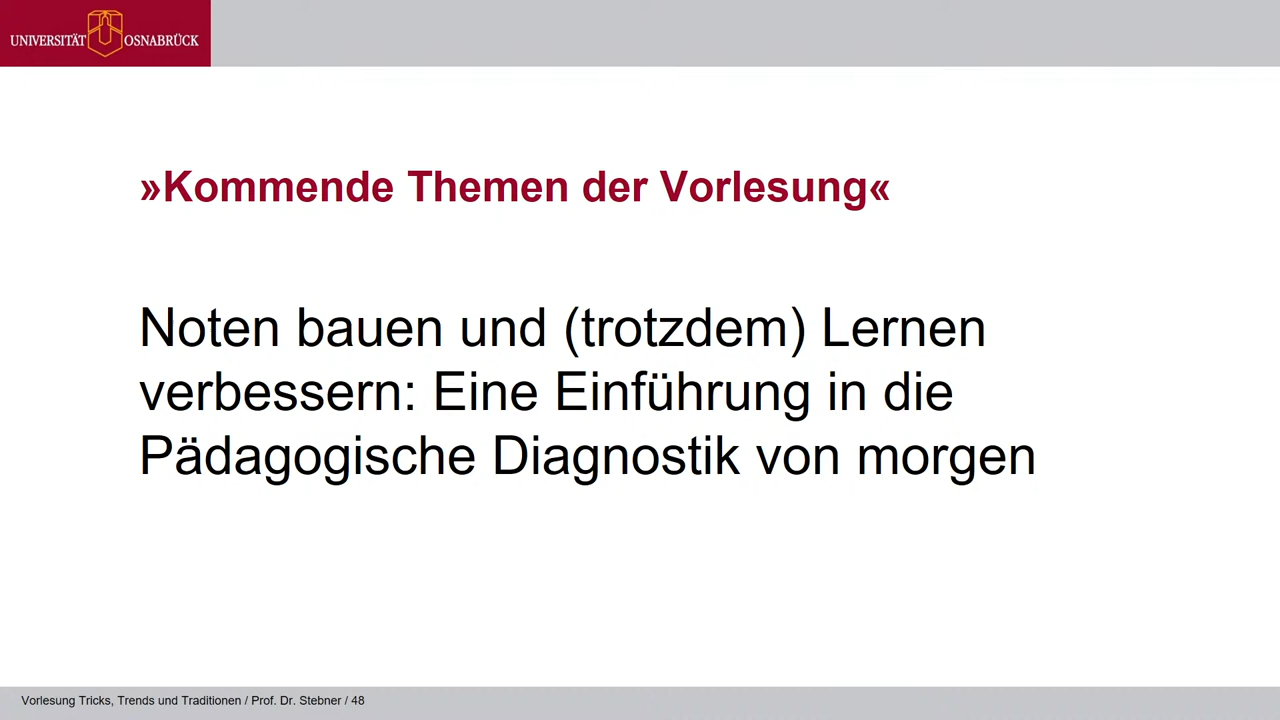 UNIVERSITÄT OSNABRÜCK
»Kommende Themen der Vorlesung«
Noten bauen und (trotzdem) Lernen
verbessern: Eine Einführung in die
Pädagogische Diagnostik von morgen
Vorlesung Tricks, Trends und Traditionen / Prof. Dr. Stebner / 48